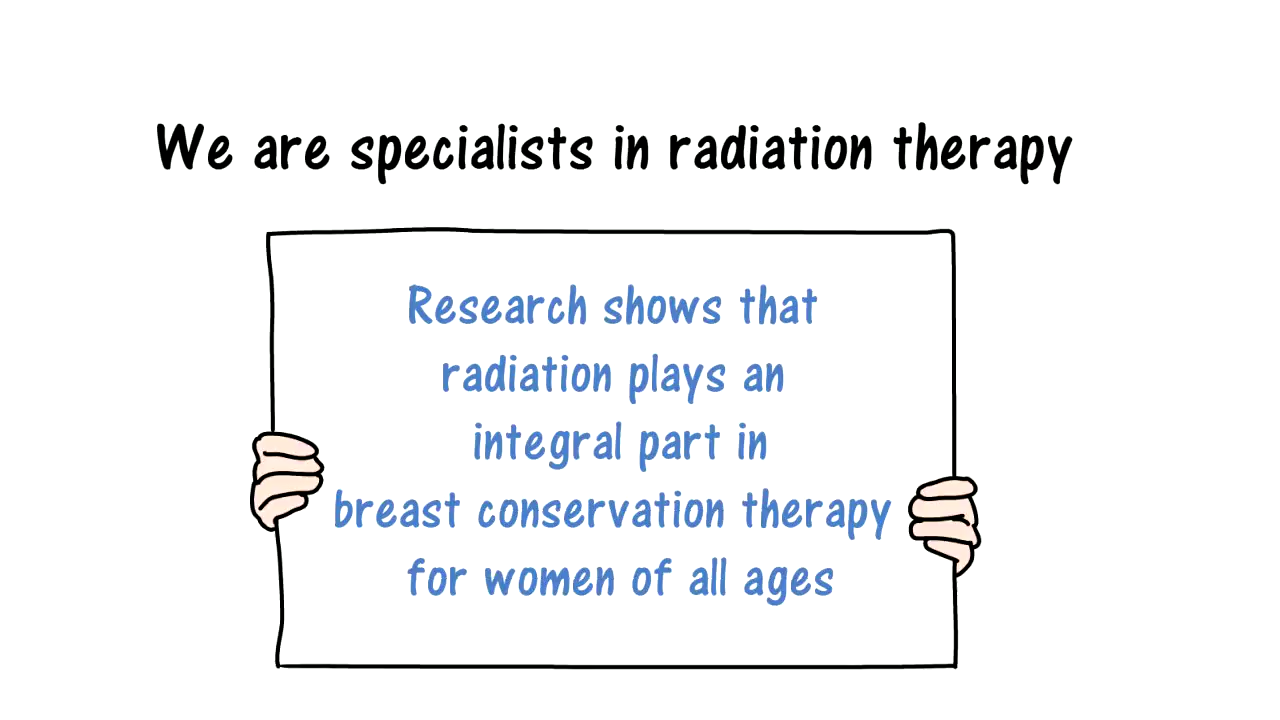 We are specialists in radiation therapy
Research shows that
radiation plays an
integral part in
breast conservation therapy
for women of all ages